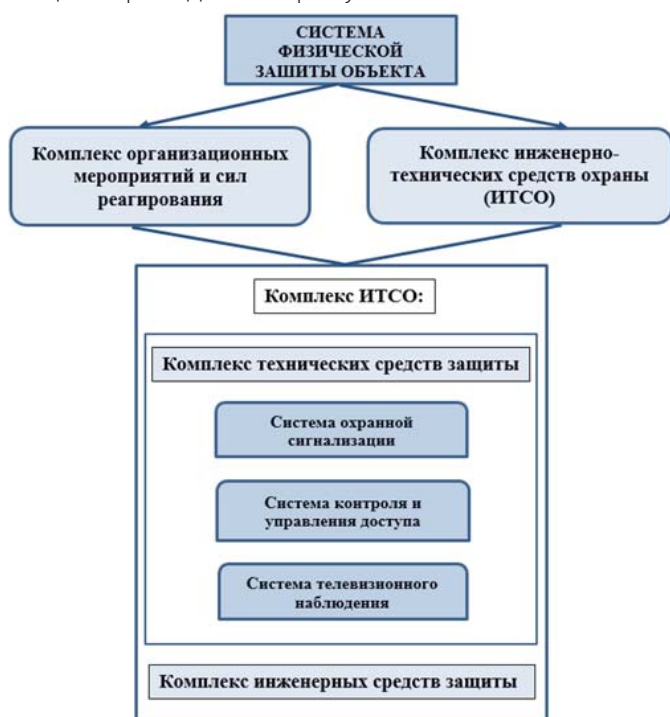 СИСТЕМА
ФИЗИЧЕСКОЙ
ЗАШИТЫ ОБЪЕКТА
Комплекс организационных
мероприятий и сил
реагирования
Комплекс инженерно-
технических средств охраны
(ИТСО)
Комплекс ИТСО:
Комплекс технических средств защиты
Система охранной
сигнализации
Система контроля и
управления доступа
Система телевизионного
наблюдения
Комплекс инженерных средств защиты